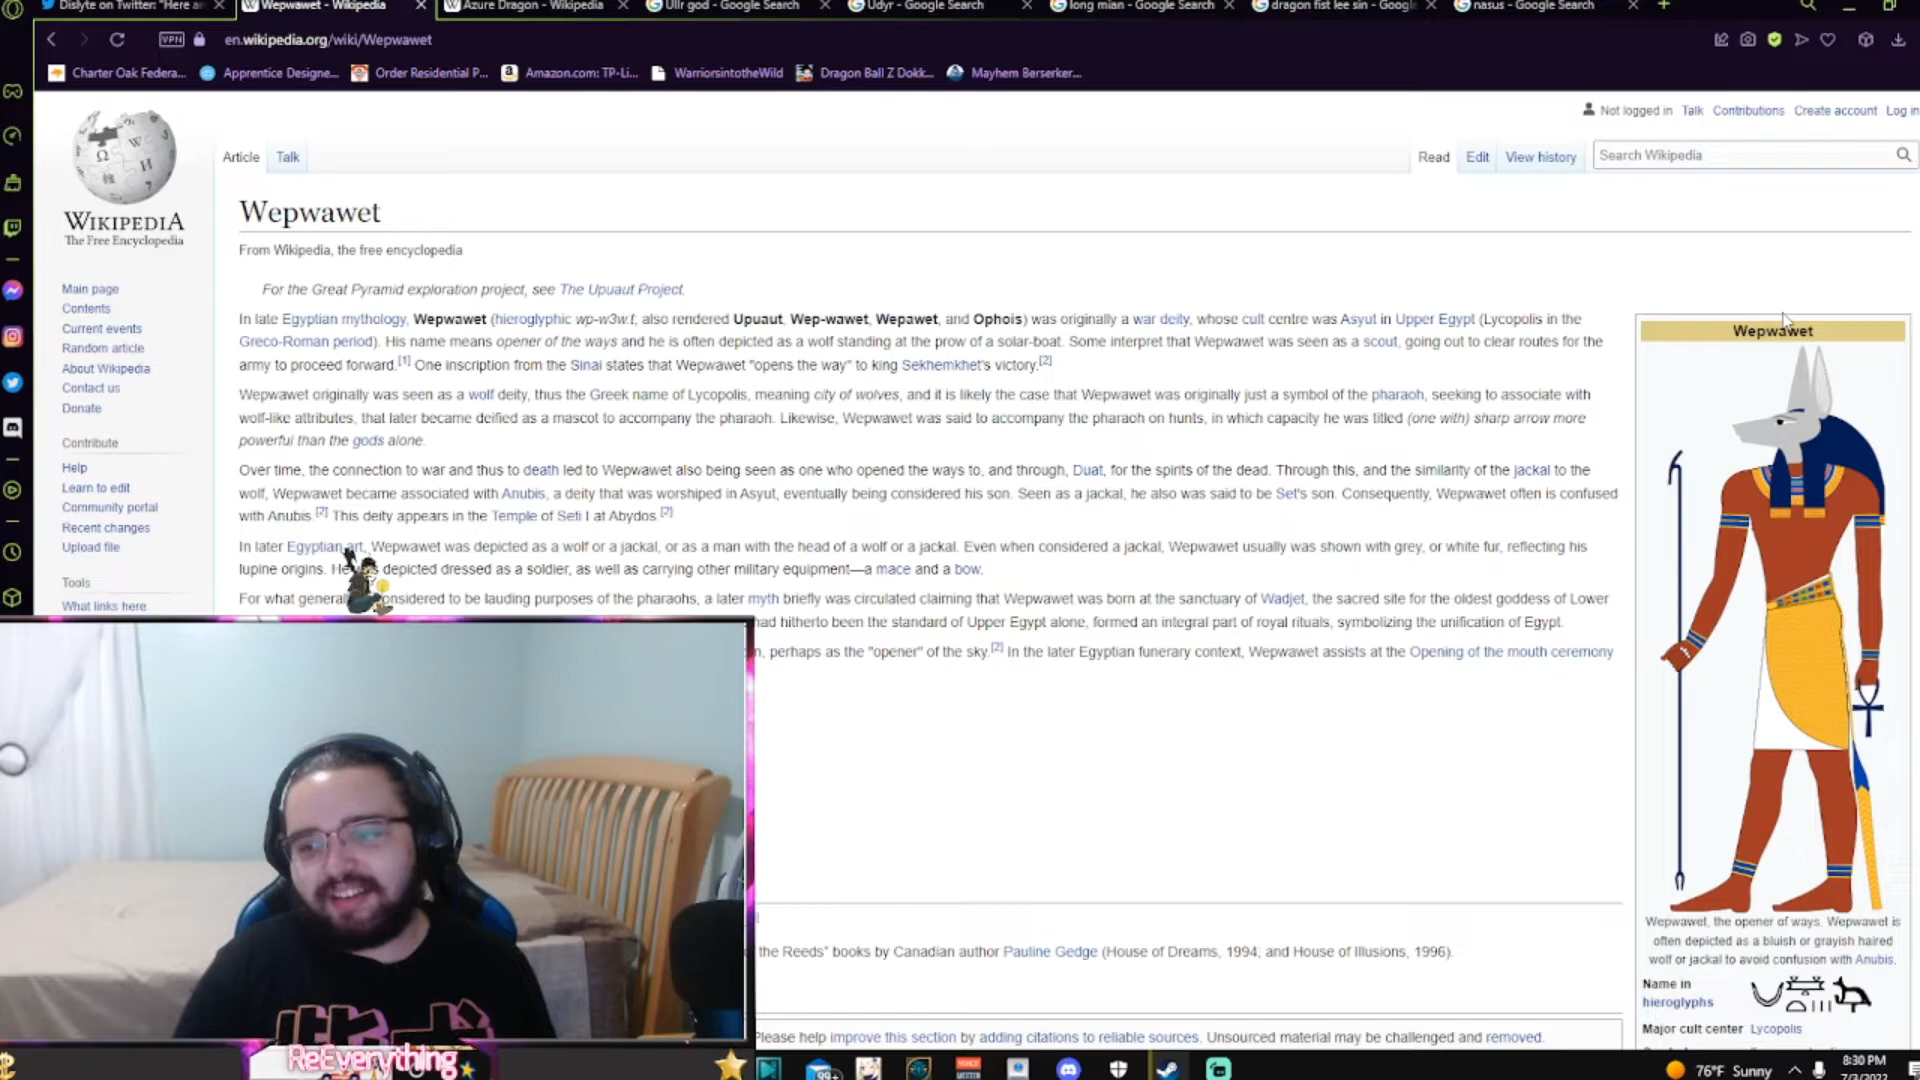 Dislyte on Twitter: "Here ar
Wepwawet - Wikipedia
Azure Dragon - Wikipedia
Ullr god - Google Search
Udyr - Google Search
long mian - Google Search
dragon fist lee sin - Google
nasus - Google Search
VPN
en.wikipedia.org/wiki/Wepwawet
Charter Oak Federa...
Apprentice Designe...
Order Residential P...
Amazon.com: TP-Li...
WarriorsintotheWild
Dragon Ball Z Dokk...
Mayhem Berserker...
Not logged in Talk Contributions Create account Log in
Article Talk
Read Edit View history
Search Wikipedia
WIKIPEDIA
The Free Encyclopedia
Main page
Contents
Current events
Random article
About Wikipedia
Contact us
Donate
Contribute
Help
Learn to edit
Community portal
Recent changes
Upload file
Tools
What links here
Wepwawet
From Wikipedia, the free encyclopedia
For the Great Pyramid exploration project, see The Upuaut Project.
In late Egyptian mythology, Wepwawet (hieroglyphic wp-w3w.t, also rendered Upuaut, Wep-wawet, Wepawet, and Ophois) was originally a war deity, whose cult centre was Asyut in Upper Egypt (Lycopolis in the
Greco-Roman period). His name means opener of the ways and he is often depicted as a wolf standing at the prow of a solar-boat. Some interpret that Wepwawet was seen as a scout, going out to clear routes for the
army to proceed forward.[1] One inscription from the Sinai states that Wepwawet "opens the way" to king Sekhemkhet's victory.[2]
Wepwawet originally was seen as a wolf deity, thus the Greek name of Lycopolis, meaning city of wolves, and it is likely the case that Wepwawet was originally just a symbol of the pharaoh, seeking to associate with
wolf-like attributes, that later became deified as a mascot to accompany the pharaoh. Likewise, Wepwawet was said to accompany the pharaoh on hunts, in which capacity he was titled (one with) sharp arrow more
powerful than the gods alone.
Over time, the connection to war and thus to death led to Wepwawet also being seen as one who opened the ways to, and through, Duat, for the spirits of the dead. Through this, and the similarity of the jackal to the
wolf, Wepwawet became associated with Anubis, a deity that was worshiped in Asyut, eventually being considered his son. Seen as a jackal, he also was said to be Set's son. Consequently, Wepwawet often is confused
with Anubis.[2] This deity appears in the Temple of Seti I at Abydos.[2]
In later Egyptian art, Wepwawet was depicted as a wolf or a jackal, or as a man with the head of a wolf or a jackal. Even when considered a jackal, Wepwawet usually was shown with grey, or white fur, reflecting his
lupine origins. He depicted dressed as a soldier, as well as carrying other military equipment—a mace and a bow.
For what general onsidered to be lauding purposes of the pharaohs, a later myth briefly was circulated claiming that Wepwawet was born at the sanctuary of Wadjet, the sacred site for the oldest goddess of Lower
had hitherto been the standard of Upper Egypt alone, formed an integral part of royal rituals, symbolizing the unification of Egypt.
n, perhaps as the "opener" of the sky.[2] In the later Egyptian funerary context, Wepwawet assists at the Opening of the mouth ceremony
the Reeds" books by Canadian author Pauline Gedge (House of Dreams, 1994; and House of Illusions, 1996).
Please help improve this section by adding citations to reliable sources. Unsourced material may be challenged and removed.
Wepwawet
Wepwawet, the opener of ways. Wepwawet is
often depicted as a bluish or grayish haired
wolf or jackal to avoid confusion with Anubis.
Name in
hieroglyphs
Major cult center Lycopolis
ReEverything
99+
76°F Sunny
8:30 PM
7/3/2022